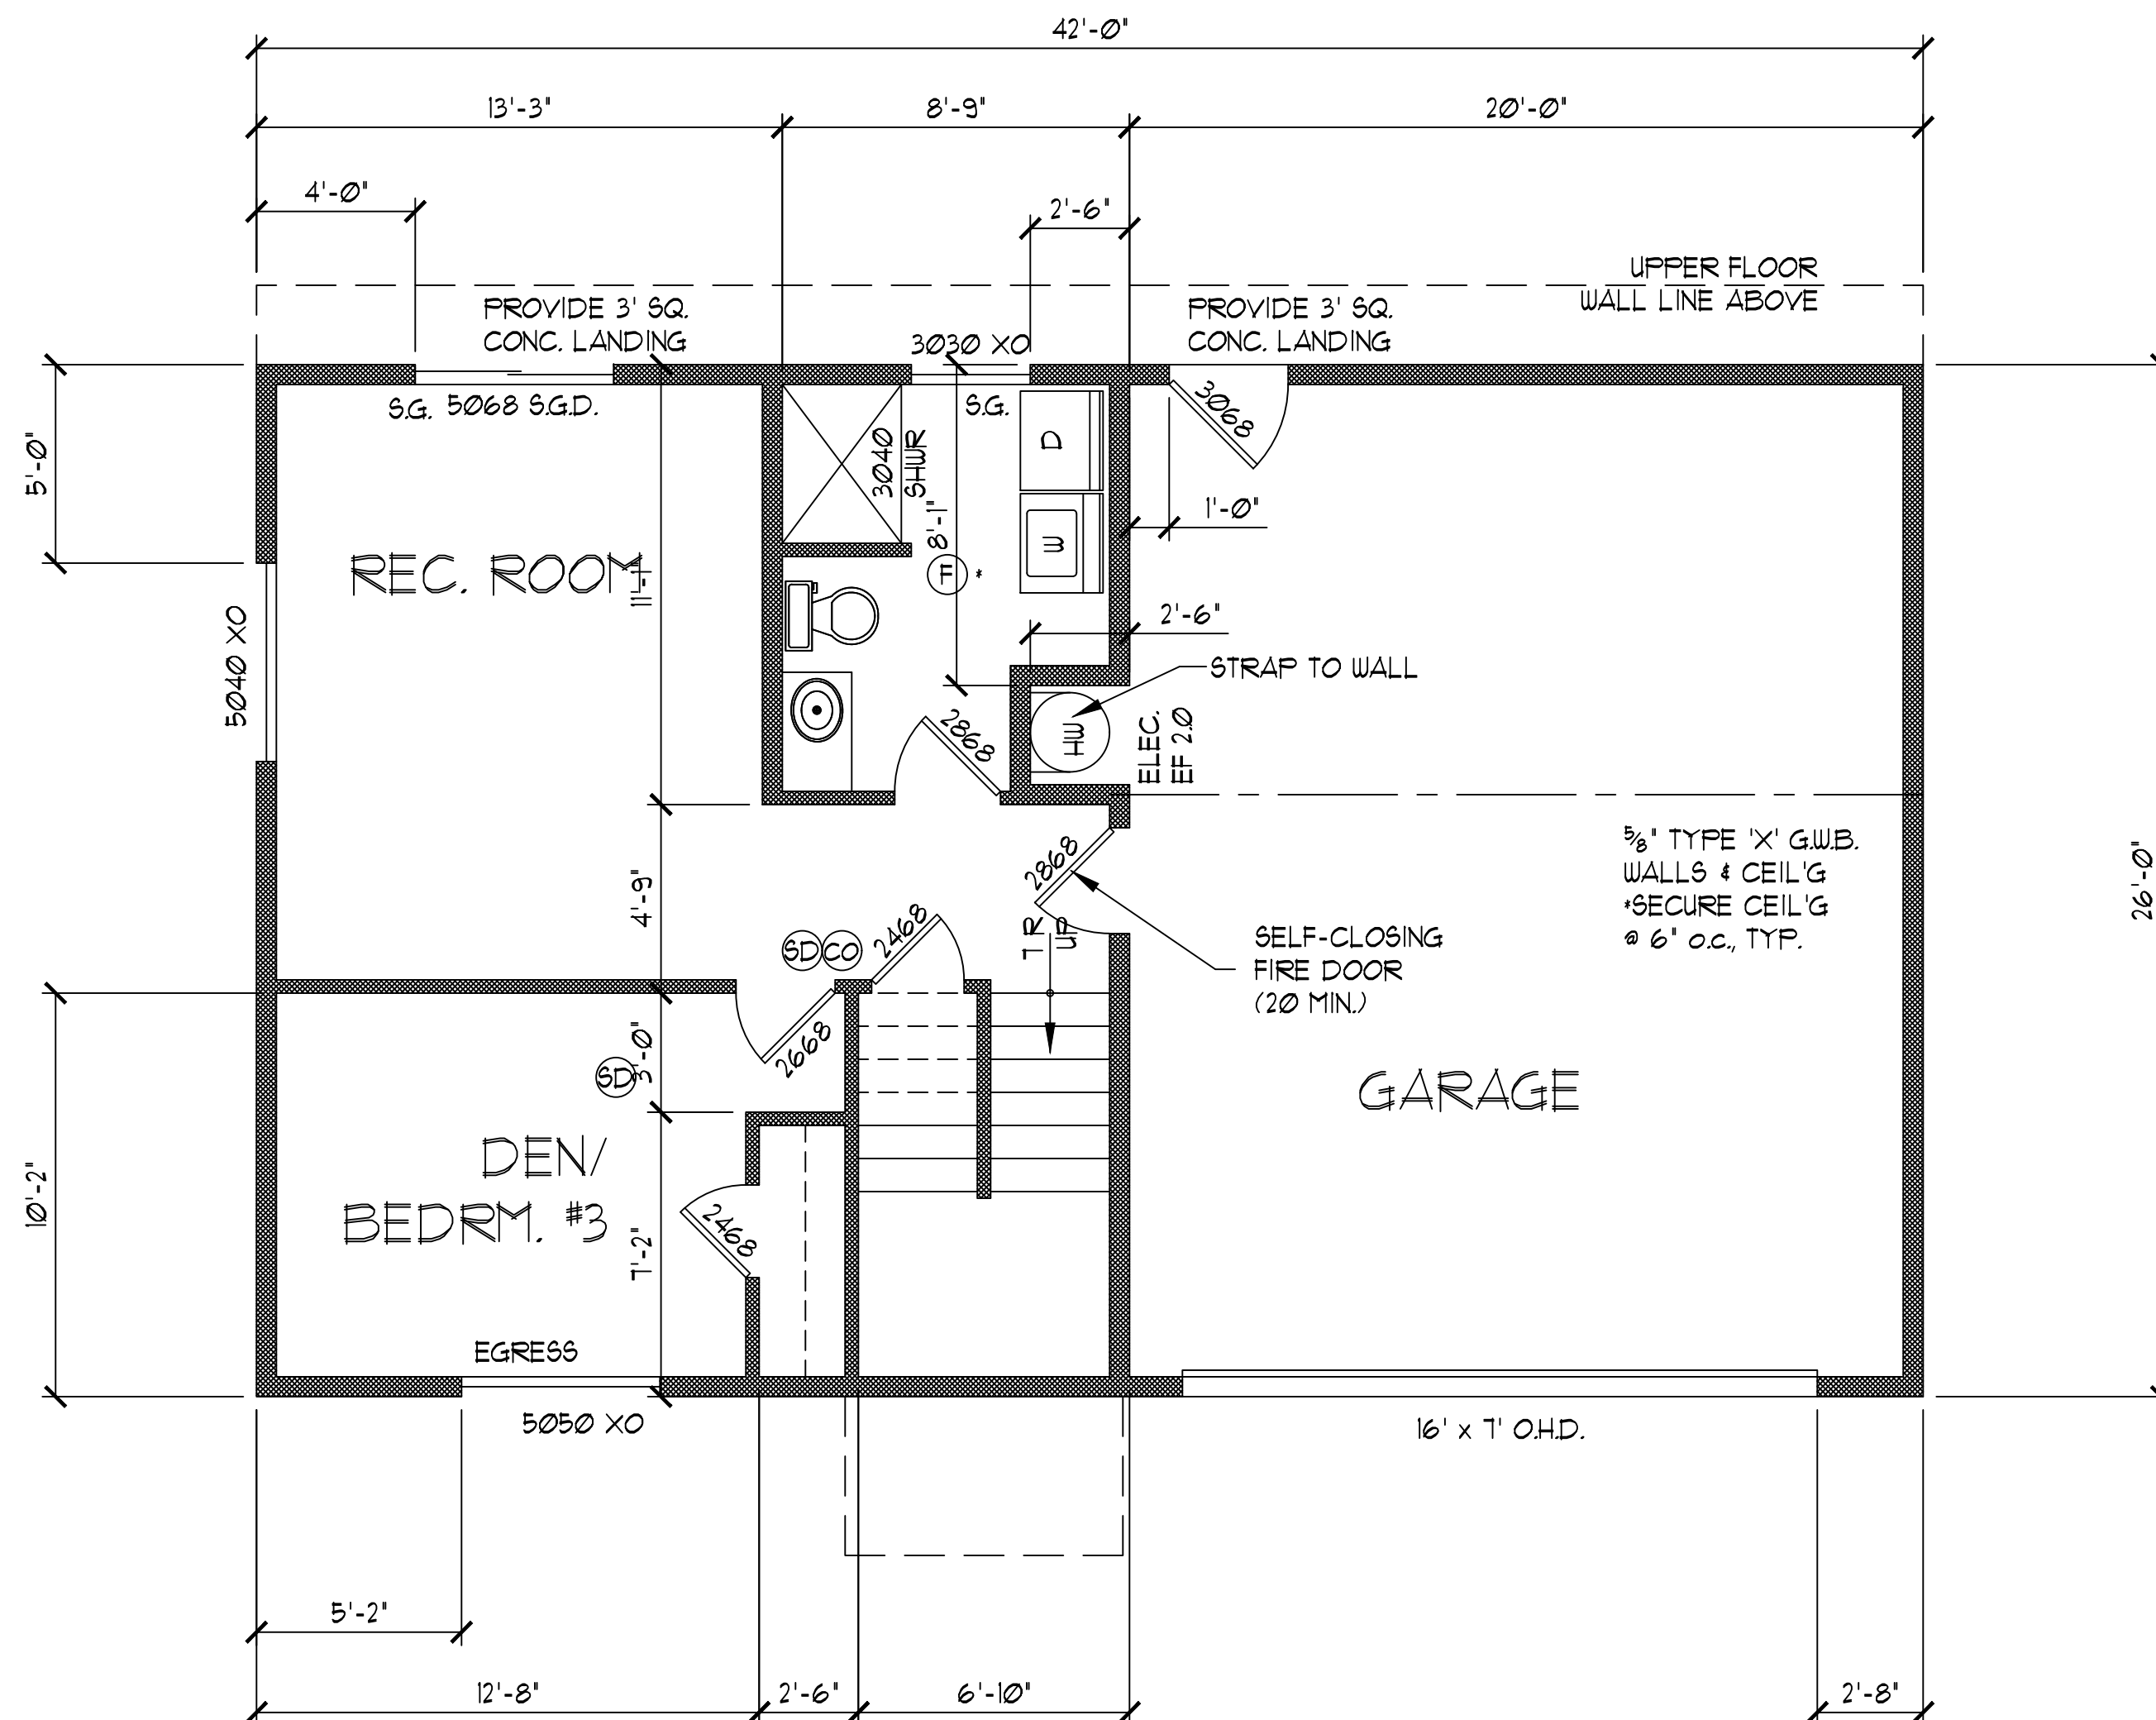 42'-0"
13'-3"
8'-9"
20'-0"
4'-0"
2'-6"
UPPER FLOOR
WALL LINE ABOVE
PROVIDE 3' SQ.
CONC. LANDING
3030 XO
PROVIDE 3' SQ.
CONC. LANDING
S.G.
5068 S.G.D.
S.G.
3068
5'-0"
3040
SHWR
D
8'-1"
1'-0"
W
F
*
REC. ROOM
11'-1"
2'-6"
5040 XO
STRAP TO WALL
2868
HW
ELEC.
EF 2.0
2868
5/8" TYPE 'X' G.W.B.
WALLS & CEIL'G
*SECURE CEIL'G
@ 6" o.c., TYP.
26'-0"
4'-9"
SD
CO
2468
7 R
UP
SELF-CLOSING
FIRE DOOR
(20 MIN.)
2668
SD
3'-0"
GARAGE
DEN/
BEDRM. #3
10'-2"
7'-2"
2468
EGRESS
5050 XO
16' x 7' O.H.D.
5'-2"
12'-8"
2'-6"
6'-10"
2'-8"